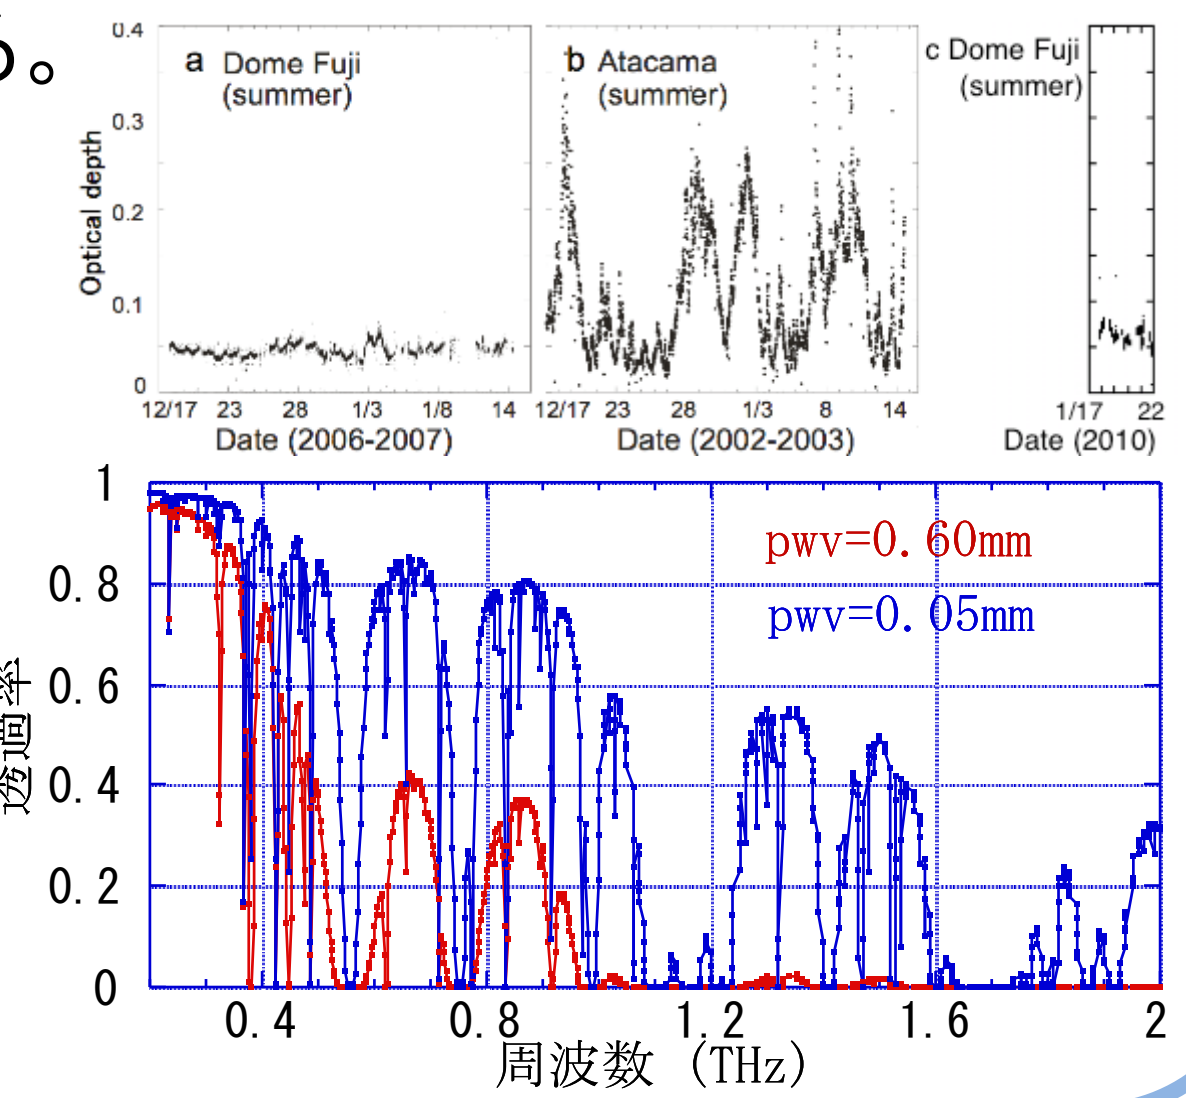 る。
0.4
0.3
0.2
0.1
0
Optical depth
a Dome Fuji
(summer)
12/17 23 28 1/3 1/8 14
Date (2006-2007)
b Atacama
(summer)
12/17 23 28 1/3 8 14
Date (2002-2003)
c Dome Fuji
(summer)
1/17 22
Date (2010)
1
0.8
0.6
0.4
0.2
0
透過率
pwv=0.60mm
pwv=0.05mm
0.4 0.8 1.2 1.6 2
周波数 (THz)